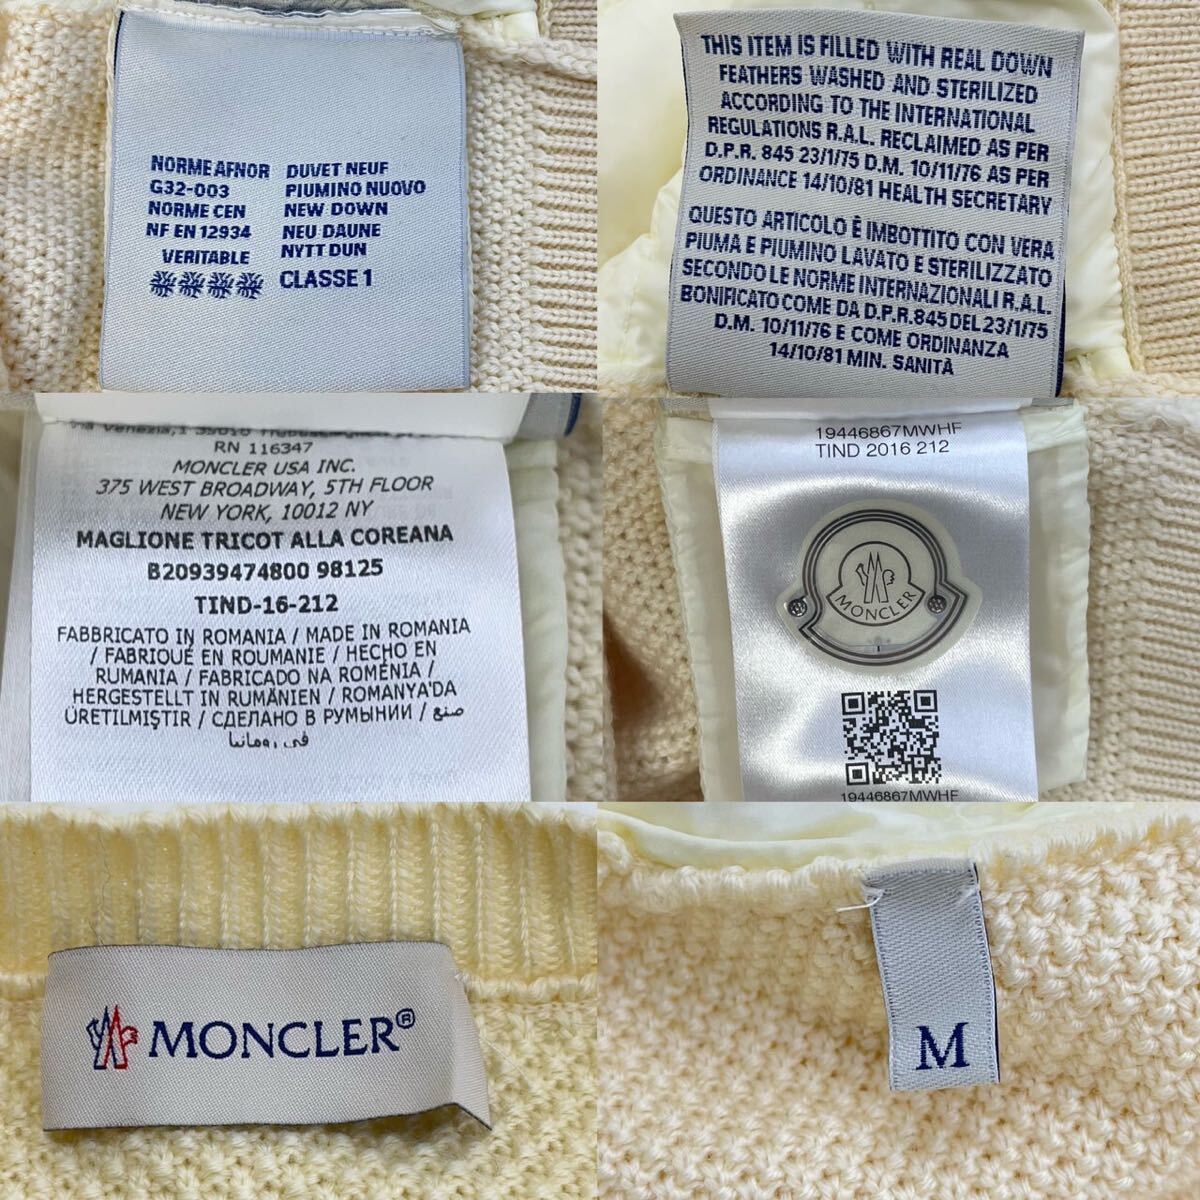 NORME AFNOR
G32-003
NORME CEN
NF EN 12934
VERITABLE
DUVET NEUF
PIUMINO NUOVO
NEW DOWN
NEU DAUNE
NYTT DUN
CLASSE 1
THIS ITEM IS FILLED WITH REAL DOWN
FEATHERS WASHED AND STERILIZED
ACCORDING TO THE INTERNATIONAL
REGULATIONS R.A.L. RECLAIMED AS PER
D.P.R. 845 23/1/75 D.M. 10/11/76 AS PER
ORDINANCE 14/10/81 HEALTH SECRETARY
QUESTO ARTICOLO È IMBOTTITO CON VERA
PIUMA E PIUMINO LAVATO E STERILIZZATO
SECONDO LE NORME INTERNAZIONALI R.A.L.
BONIFICATO COME DA D.P.R. 845 DEL 23/1/75
D.M. 10/11/76 E COME ORDINANZA
14/10/81 MIN. SANITÀ
Via Venezia,1
RN 116347
MONCLER USA INC.
375 WEST BROADWAY, 5TH FLOOR
NEW YORK, 10012 NY
MAGLIONE TRICOT ALLA COREANA
B20939474800 98125
TIND-16-212
FABBRICATO IN ROMANIA / MADE IN ROMANIA
/ FABRIQUÉ EN ROUMANIE / HECHO EN
RUMANIA / FABRICADO NA ROMÉNIA /
HERGESTELLT IN RUMÄNIEN / ROMANYA'DA
ÜRETİLMİŞTİR / СДЕЛАНО В РУМЫНИИ / صنع
في رومانيا
19446867MWHF
TIND 2016 212
MONCLER
19446867MWHF
MONCLER®
M